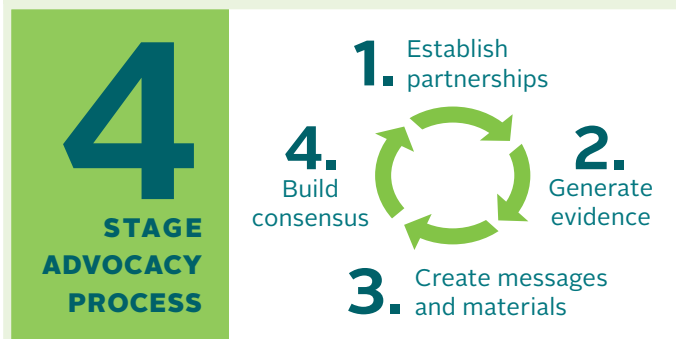 4
STAGE
ADVOCACY
PROCESS
1. Establish
partnerships
2.
Generate
evidence
3. Create messages
and materials
4.
Build
consensus